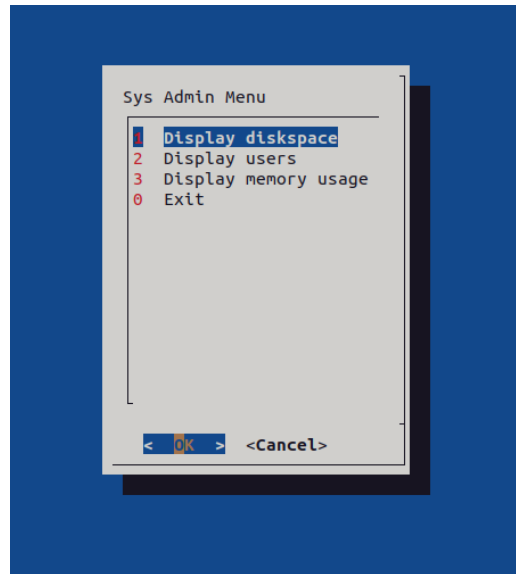 Sys Admin Menu
1 Display diskspace
2 Display users
3 Display memory usage
0 Exit
< OK > <Cancel>